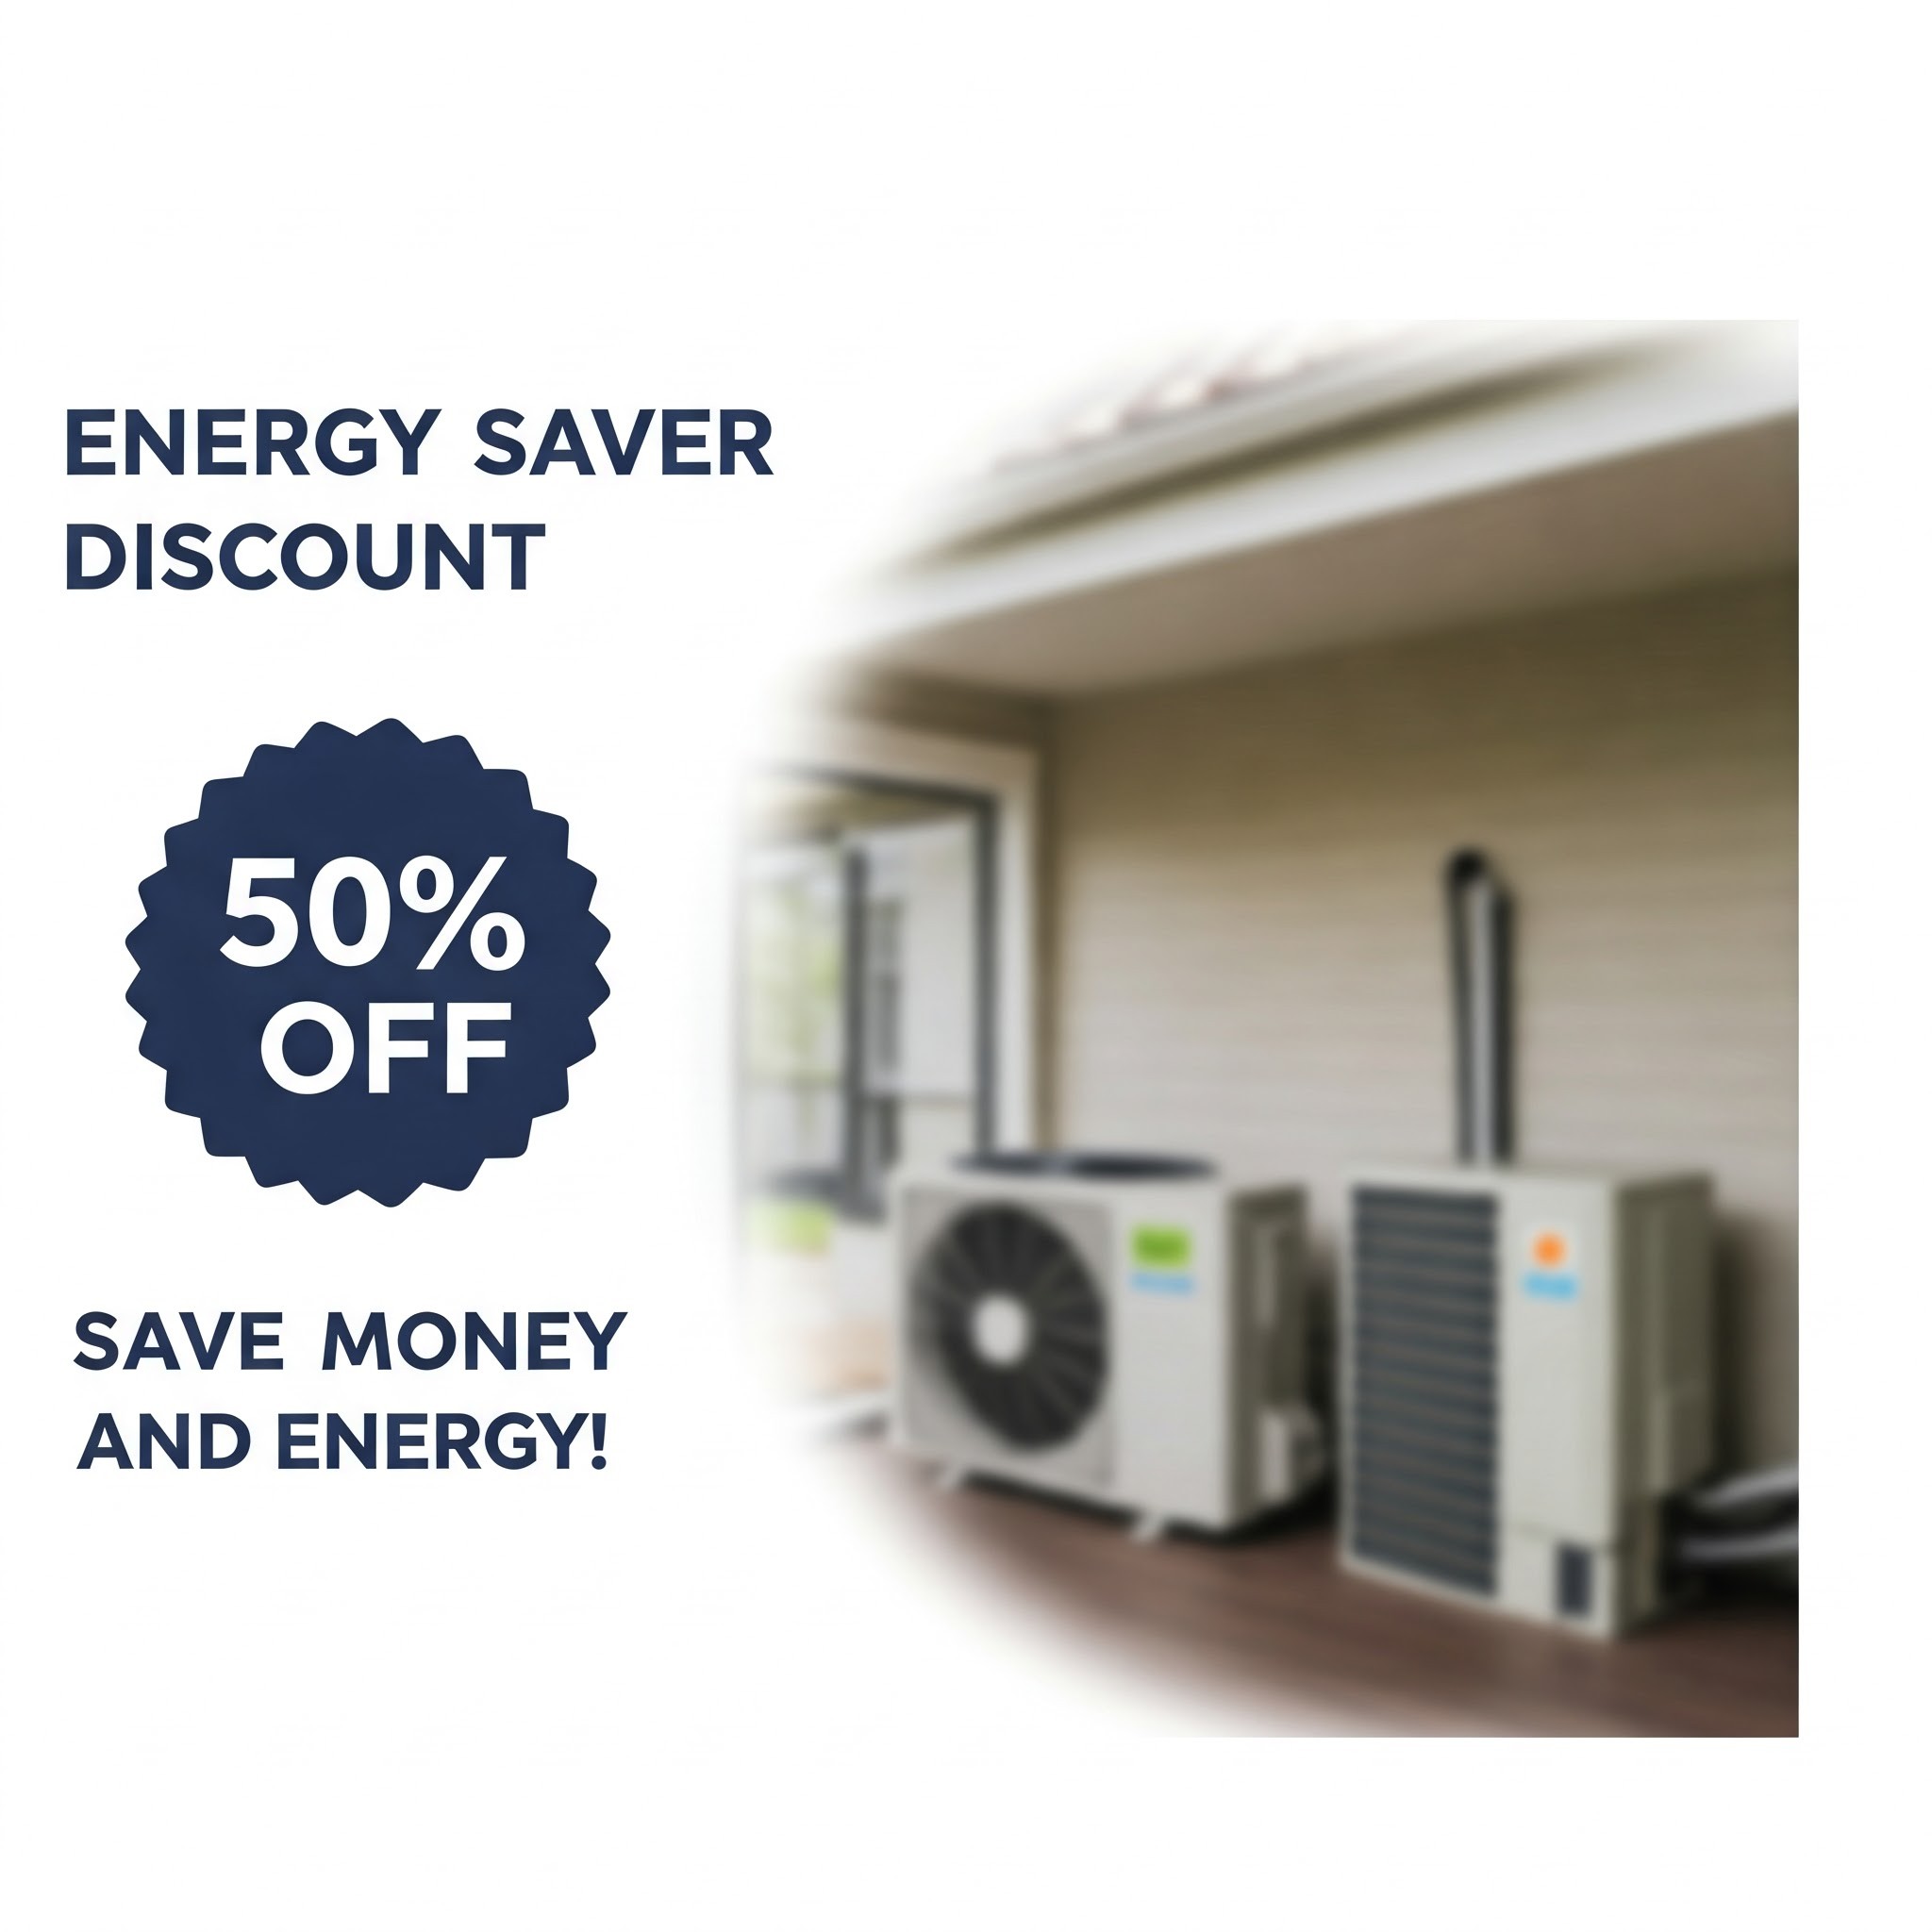 ENERGY SAVER
DISCOUNT
50%
OFF
SAVE MONEY
AND ENERGY!